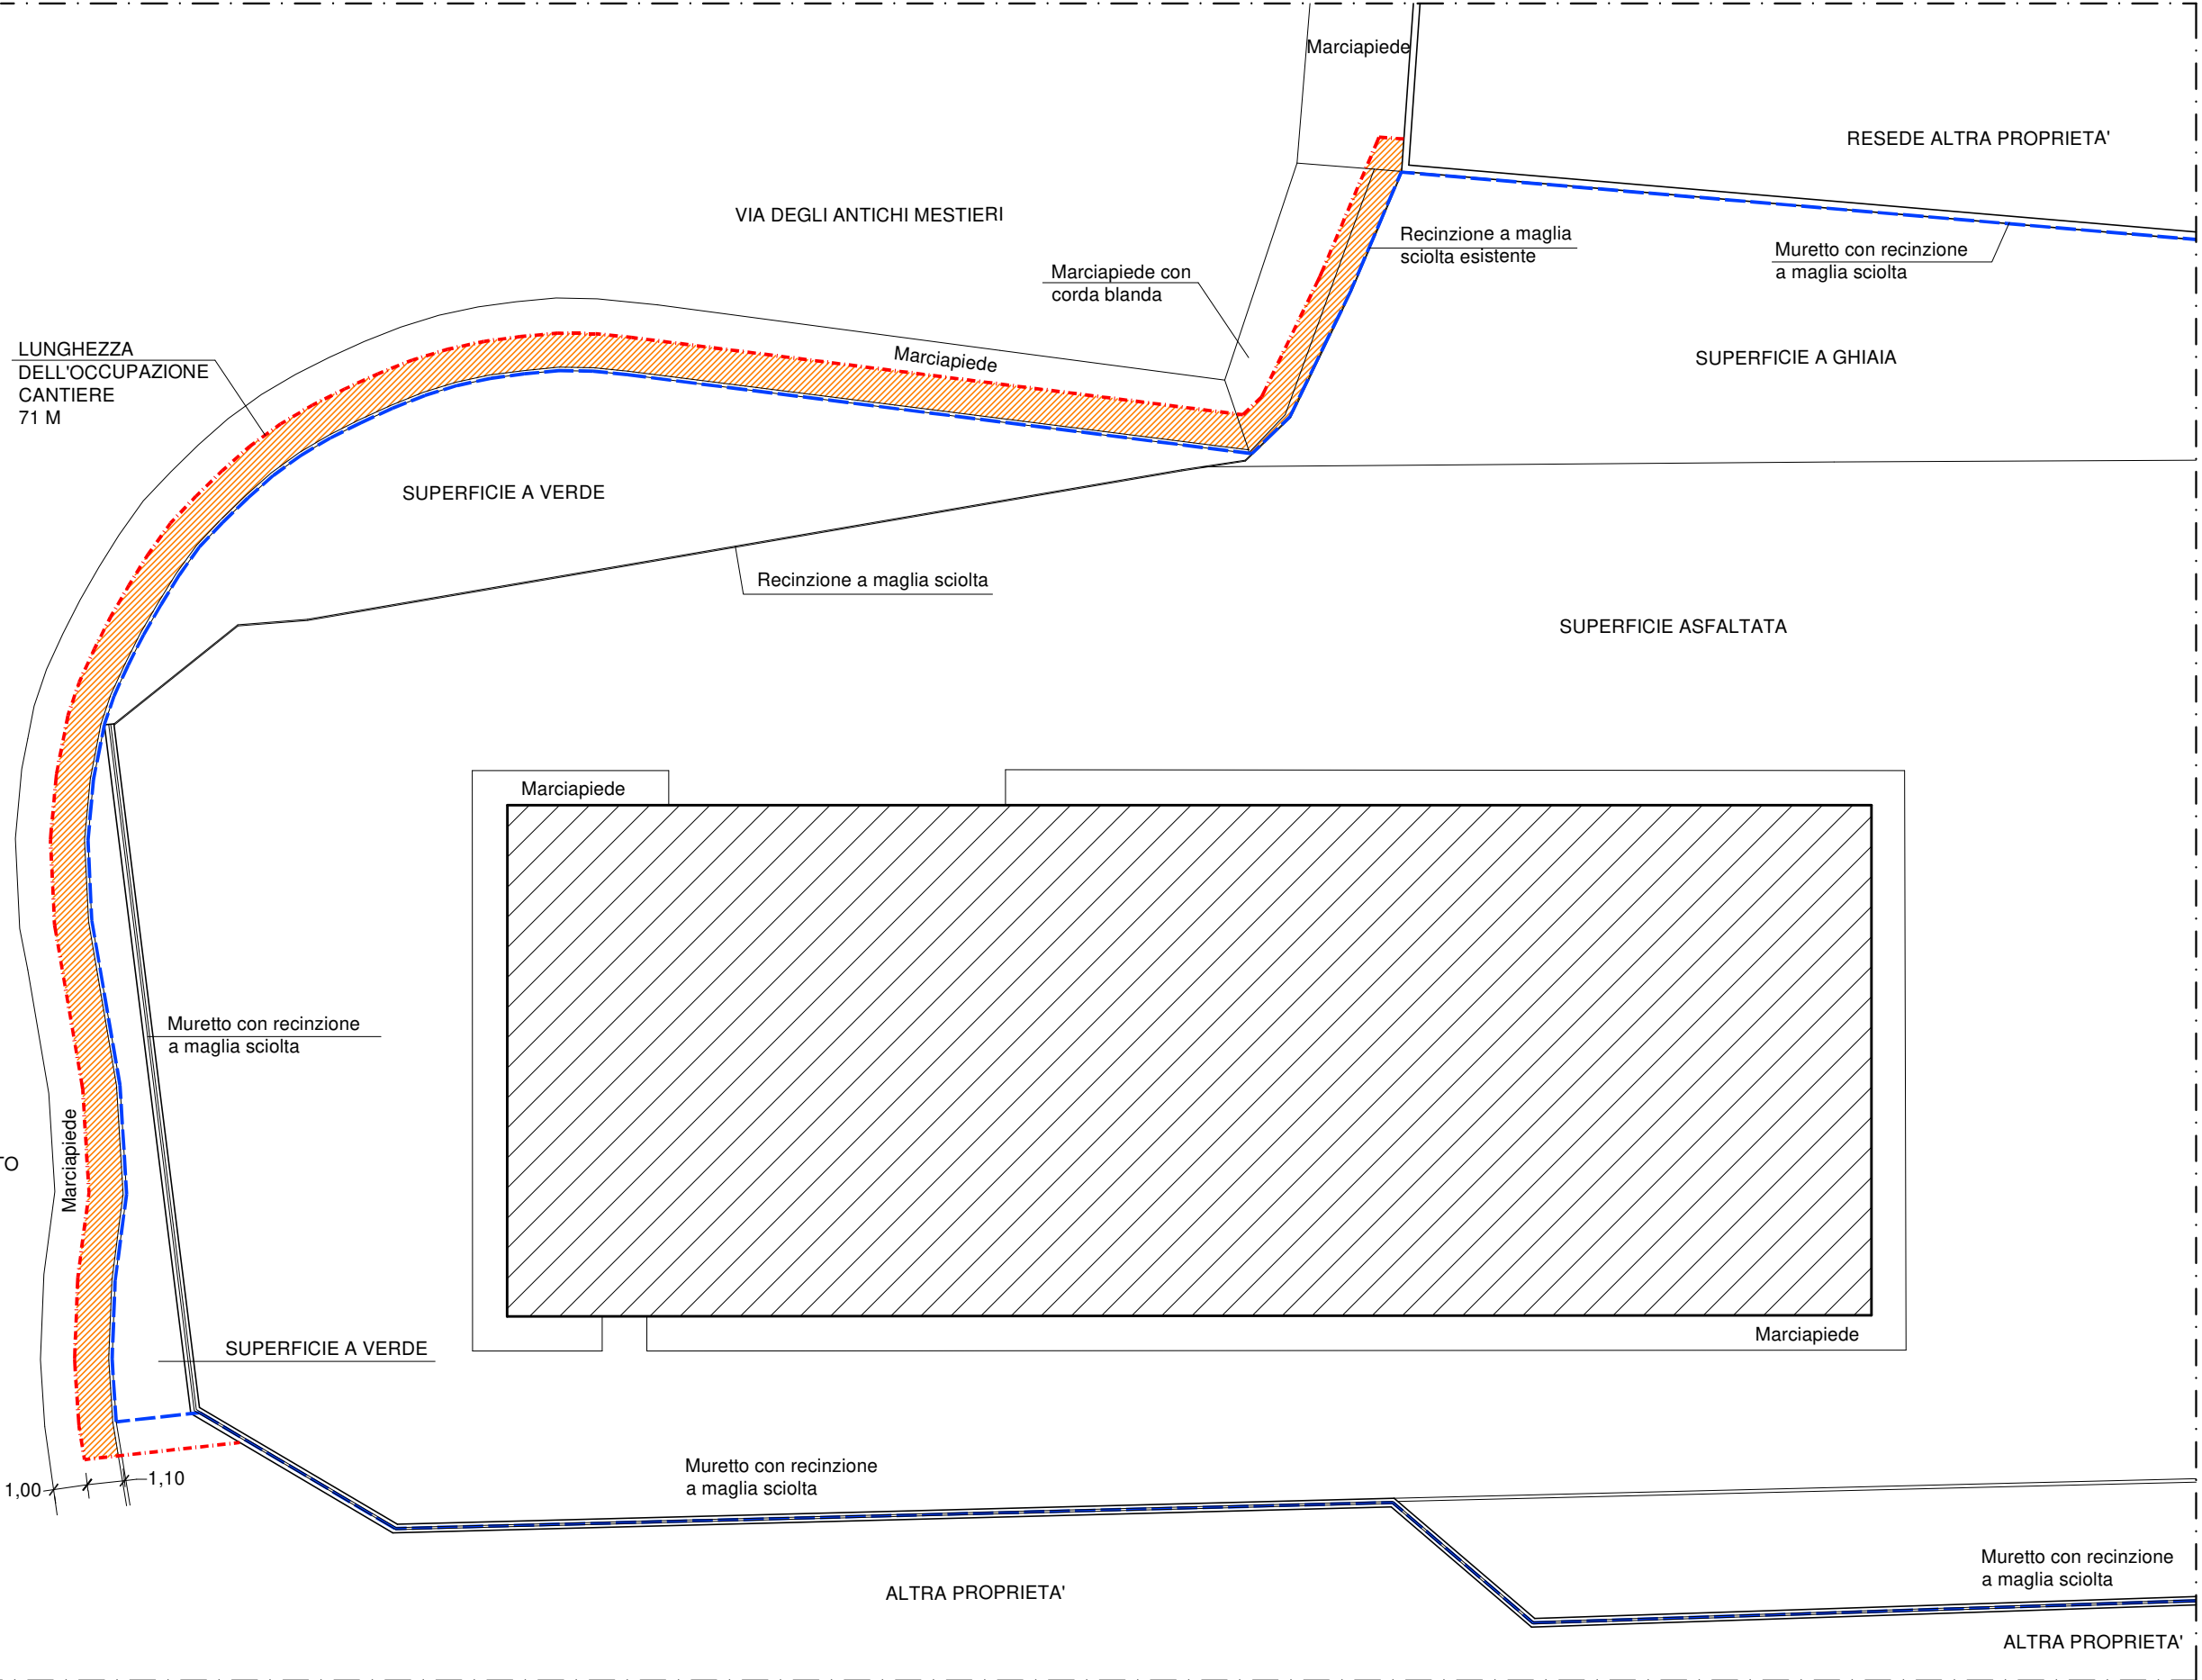 Marciapiede
RESEDE ALTRA PROPRIETA'
VIA DEGLI ANTICHI MESTIERI
Recinzione a maglia
sciolta esistente
Muretto con recinzione
a maglia sciolta
Marciapiede con
corda blanda
LUNGHEZZA
DELL'OCCUPAZIONE
CANTIERE
71 M
Marciapiede
SUPERFICIE A GHIAIA
SUPERFICIE A VERDE
Recinzione a maglia sciolta
SUPERFICIE ASFALTATA
Marciapiede
Muretto con recinzione
a maglia sciolta
Marciapiede
TO
SUPERFICIE A VERDE
Marciapiede
1,00
1,10
Muretto con recinzione
a maglia sciolta
Muretto con recinzione
a maglia sciolta
ALTRA PROPRIETA'
ALTRA PROPRIETA'